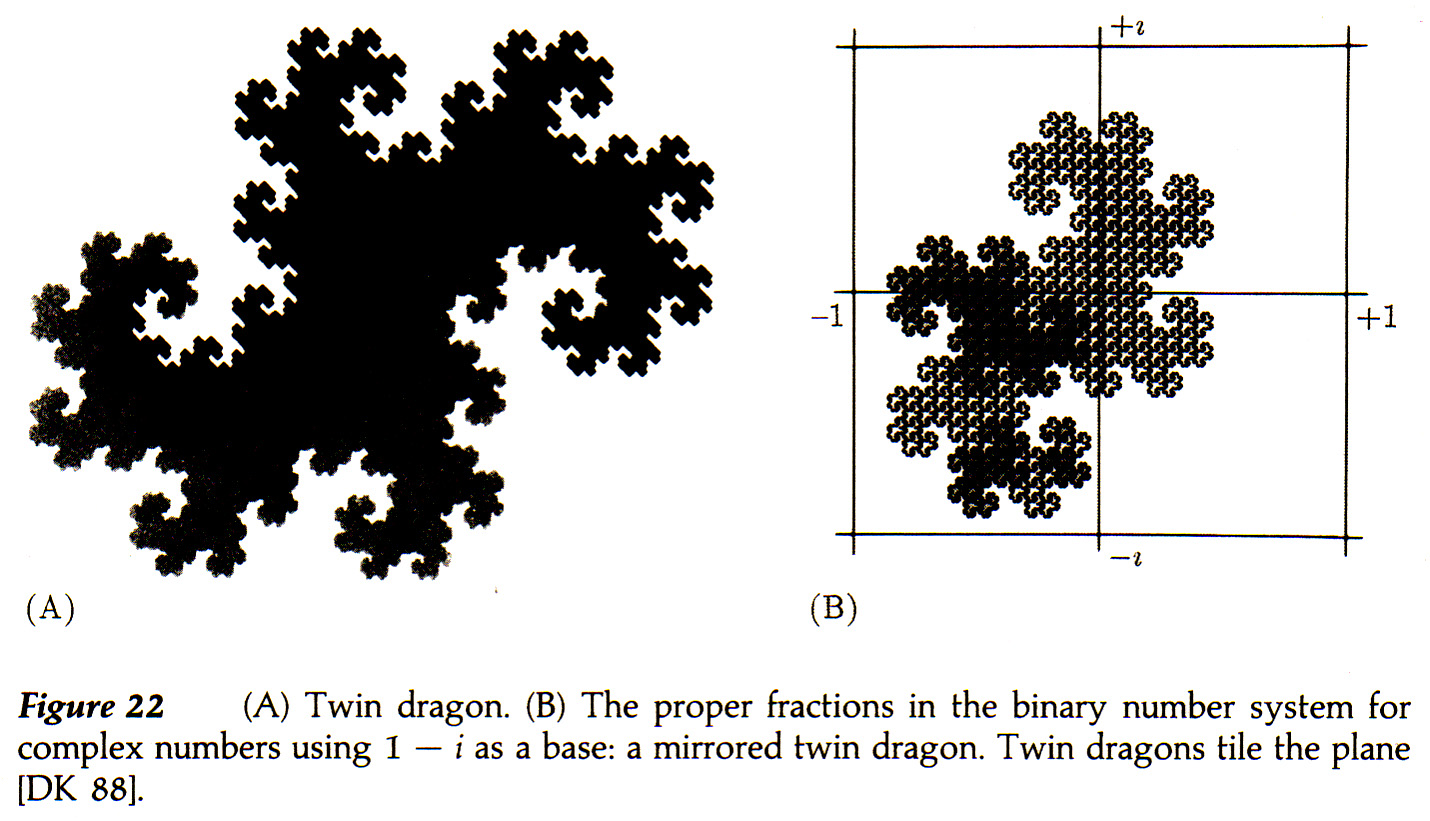 +i
−1
+1
−i
(A)
(B)
Figure 22 (A) Twin dragon. (B) The proper fractions in the binary number system for
complex numbers using 1 − i as a base: a mirrored twin dragon. Twin dragons tile the plane
[DK 88].